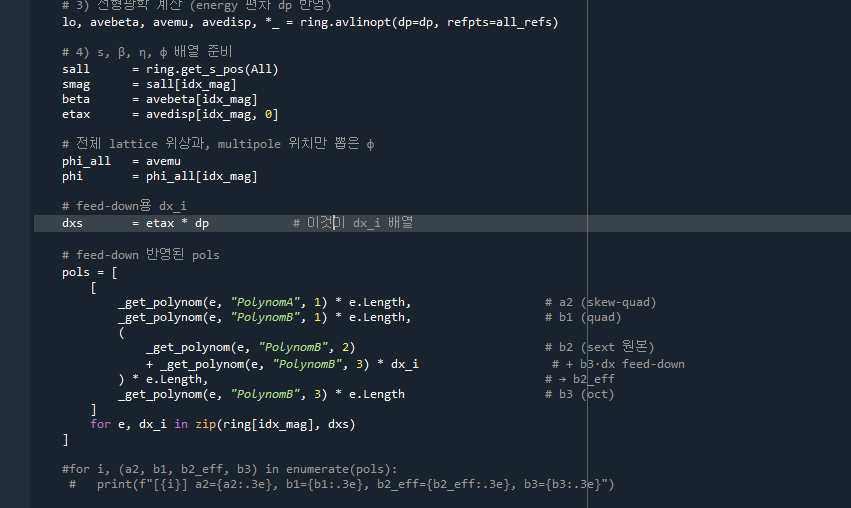 # 3) 선형광학 계산 (energy 편차 dp 반영)
lo, avebeta, avemu, avedisp, *_ = ring.avlinopt(dp=dp, refpts=all_refs)
# 4) s, β, η, φ 배열 준비
sall       = ring.get_s_pos(All)
smag       = sall[idx_mag]
beta       = avebeta[idx_mag]
etax       = avedisp[idx_mag, 0]
# 전체 lattice 위상과, multipole 위치만 뽑은 φ
phi_all   = avemu
phi       = phi_all[idx_mag]
# feed-down용 dx_i
dxs       = etax * dp            # 이것이 dx_i 배열
# feed-down 반영된 pols
pols = [
    [
        _get_polynom(e, "PolynomA", 1) * e.Length,                   # a2 (skew-quad)
        _get_polynom(e, "PolynomB", 1) * e.Length,                   # b1 (quad)
        (
            _get_polynom(e, "PolynomB", 2)                           # b2 (sext 원본)
            + _get_polynom(e, "PolynomB", 3) * dx_i                   # + b3·dx feed-down
        ) * e.Length,                                                # → b2_eff
        _get_polynom(e, "PolynomB", 3) * e.Length                    # b3 (oct)
    ]
    for e, dx_i in zip(ring[idx_mag], dxs)
]
#for i, (a2, b1, b2_eff, b3) in enumerate(pols):
 #   print(f"[{i}] a2={a2:.3e}, b1={b1:.3e}, b2_eff={b2_eff:.3e}, b3={b3:.3e}")